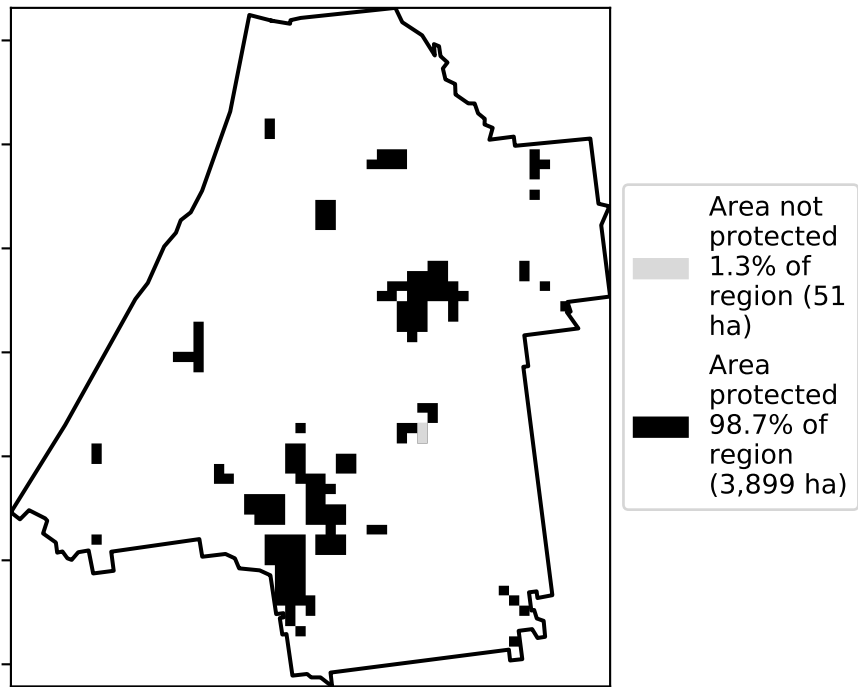 Area not
protected
1.3% of
region (51
ha)
Area
protected
98.7% of
region
(3,899 ha)